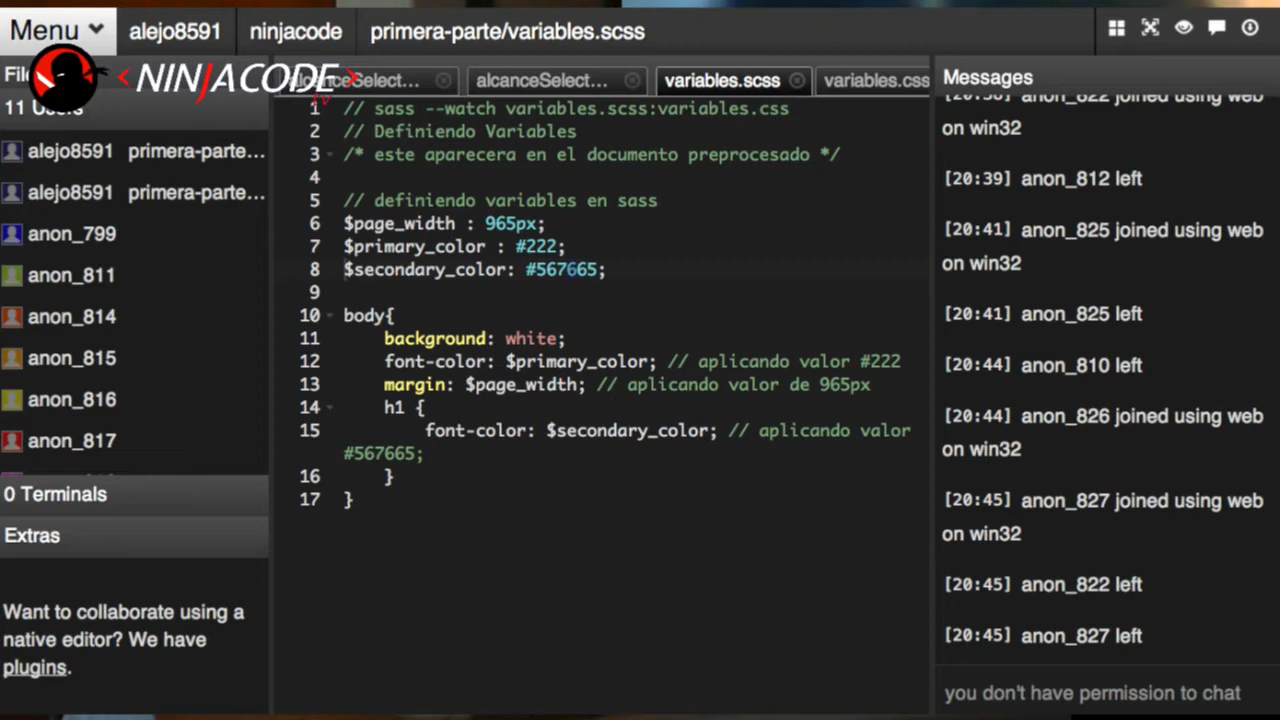 Menu alejo8591 ninjacode primera-parte/variables.scss
< NINJACODE >
11 Users
alejo8591 primera-parte...
alejo8591 primera-parte...
anon_799
anon_811
anon_814
anon_815
anon_816
anon_817
0 Terminals
Extras
Want to collaborate using a
native editor? We have
plugins.
alcanceSelect... variables.scss variables.css
1 // sass --watch variables.scss:variables.css
2 // Definiendo Variables
3 /* este aparecera en el documento preprocesado */
4
5 // definiendo variables en sass
6 $page_width : 965px;
7 $primary_color : #222;
8 $secondary_color: #567665;
9
10 body{
11 background: white;
12 font-color: $primary_color; // aplicando valor #222
13 margin: $page_width; // aplicando valor de 965px
14 h1 {
15 font-color: $secondary_color; // aplicando valor
#567665;
16 }
17 }
Messages
on win32
[20:39] anon_812 left
[20:41] anon_825 joined using web
on win32
[20:41] anon_825 left
[20:44] anon_810 left
[20:44] anon_826 joined using web
on win32
[20:45] anon_827 joined using web
on win32
[20:45] anon_822 left
[20:45] anon_827 left
you don't have permission to chat